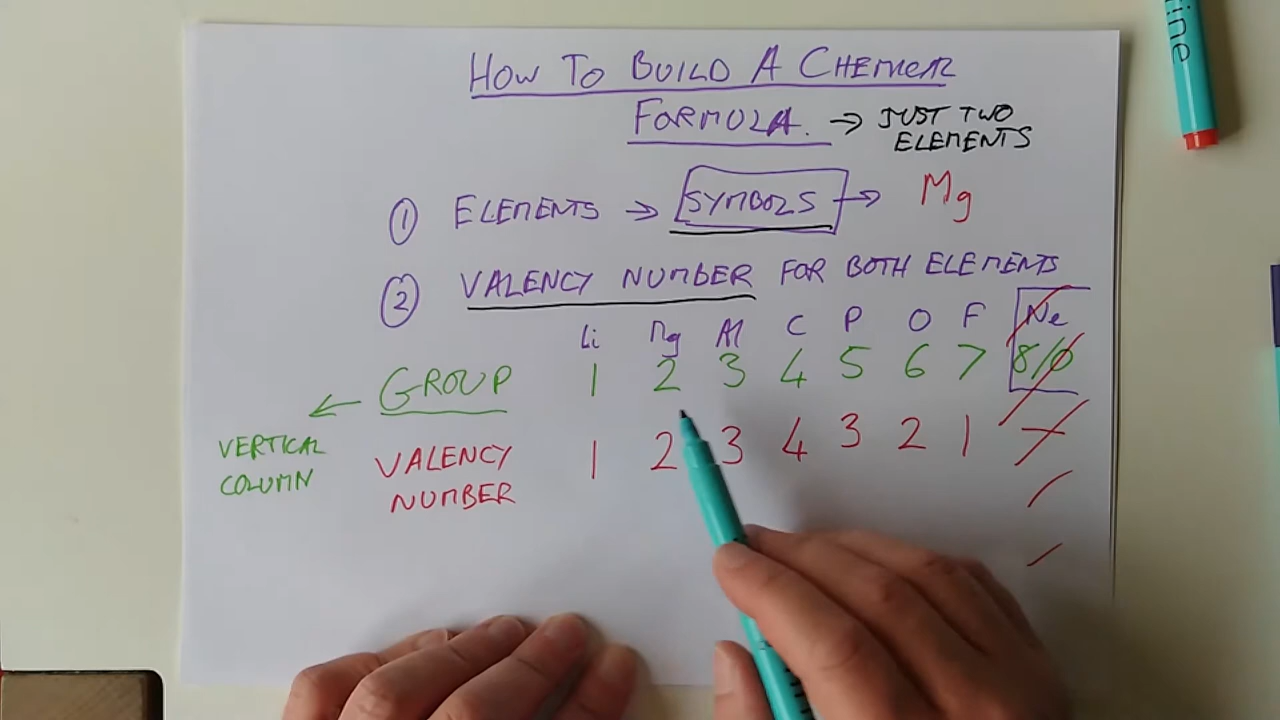 HOW TO BUILD A CHEMICAL
FORMULA. → JUST TWO
ELEMENTS
① ELEMENTS → SYMBOLS → Mg
② VALENCY NUMBER FOR BOTH ELEMENTS
Li Mg Al C P O F Ne
GROUP 1 2 3 4 5 6 7 8/0
VERTICAL
COLUMN
VALENCY
NUMBER
1 2 3 4 3 2 1
ine